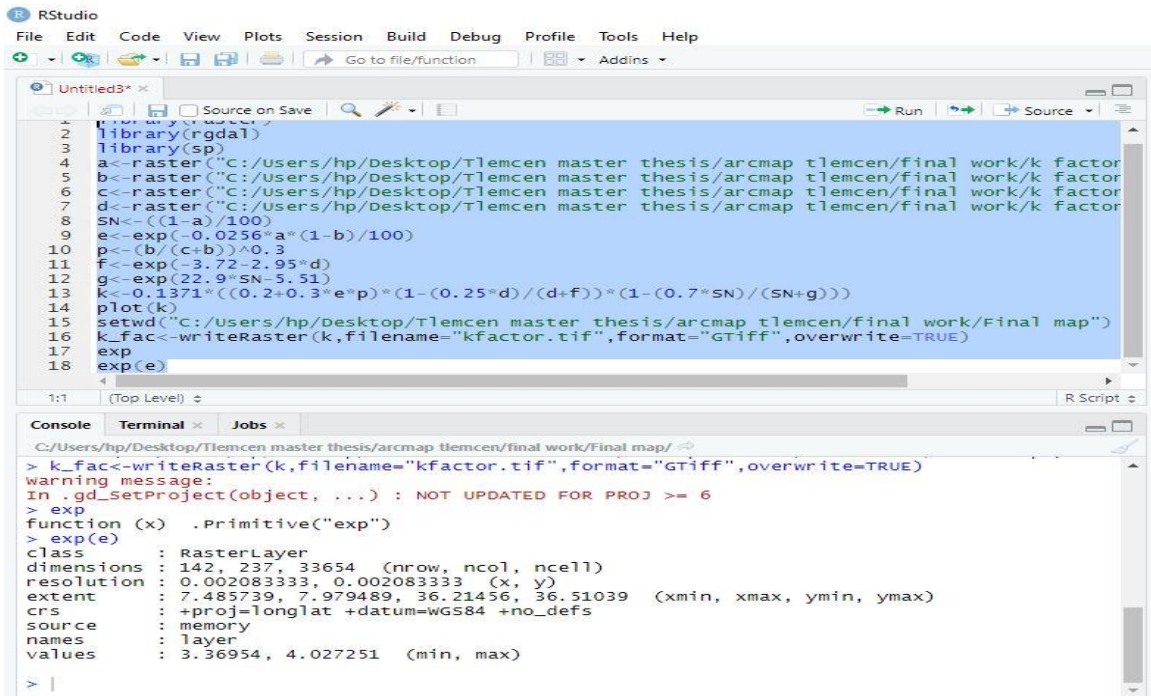 RStudio
File Edit Code View Plots Session Build Debug Profile Tools Help
Go to file/function Addins
Untitled3* ×
Source on Save Run Source
1 library(raster)
2 library(rgdal)
3 library(sp)
4 a<-raster("C:/Users/hp/Desktop/Tlemcen master thesis/arcmap tlemcen/final work/k factor
5 b<-raster("C:/Users/hp/Desktop/Tlemcen master thesis/arcmap tlemcen/final work/k factor
6 c<-raster("C:/Users/hp/Desktop/Tlemcen master thesis/arcmap tlemcen/final work/k factor
7 d<-raster("C:/Users/hp/Desktop/Tlemcen master thesis/arcmap tlemcen/final work/k factor
8 SN<-((1-a)/100)
9 e<-exp(-0.0256*a*(1-b)/100)
10 p<-(b/(c+b))^0.3
11 f<-exp(-3.72-2.95*d)
12 g<-exp(22.9*SN-5.51)
13 k<-0.1371*((0.2+0.3*e*p)*(1-(0.25*d)/(d+f))*(1-(0.7*SN)/(SN+g)))
14 plot(k)
15 setwd("C:/Users/hp/Desktop/Tlemcen master thesis/arcmap tlemcen/final work/Final map")
16 k_fac<-writeRaster(k,filename="kfactor.tif",format="GTiff",overwrite=TRUE)
17 exp
18 exp(e)
1:1 (Top Level) R Script
Console Terminal × Jobs ×
C:/Users/hp/Desktop/Tlemcen master thesis/arcmap tlemcen/final work/Final map/
> k_fac<-writeRaster(k,filename="kfactor.tif",format="GTiff",overwrite=TRUE)
Warning message:
In .gd_SetProject(object, ...) : NOT UPDATED FOR PROJ >= 6
> exp
function (x) .Primitive("exp")
> exp(e)
class : RasterLayer
dimensions : 142, 237, 33654 (nrow, ncol, ncell)
resolution : 0.002083333, 0.002083333 (x, y)
extent : 7.485739, 7.979489, 36.21456, 36.51039 (xmin, xmax, ymin, ymax)
crs : +proj=longlat +datum=WGS84 +no_defs
source : memory
names : layer
values : 3.36954, 4.027251 (min, max)
>